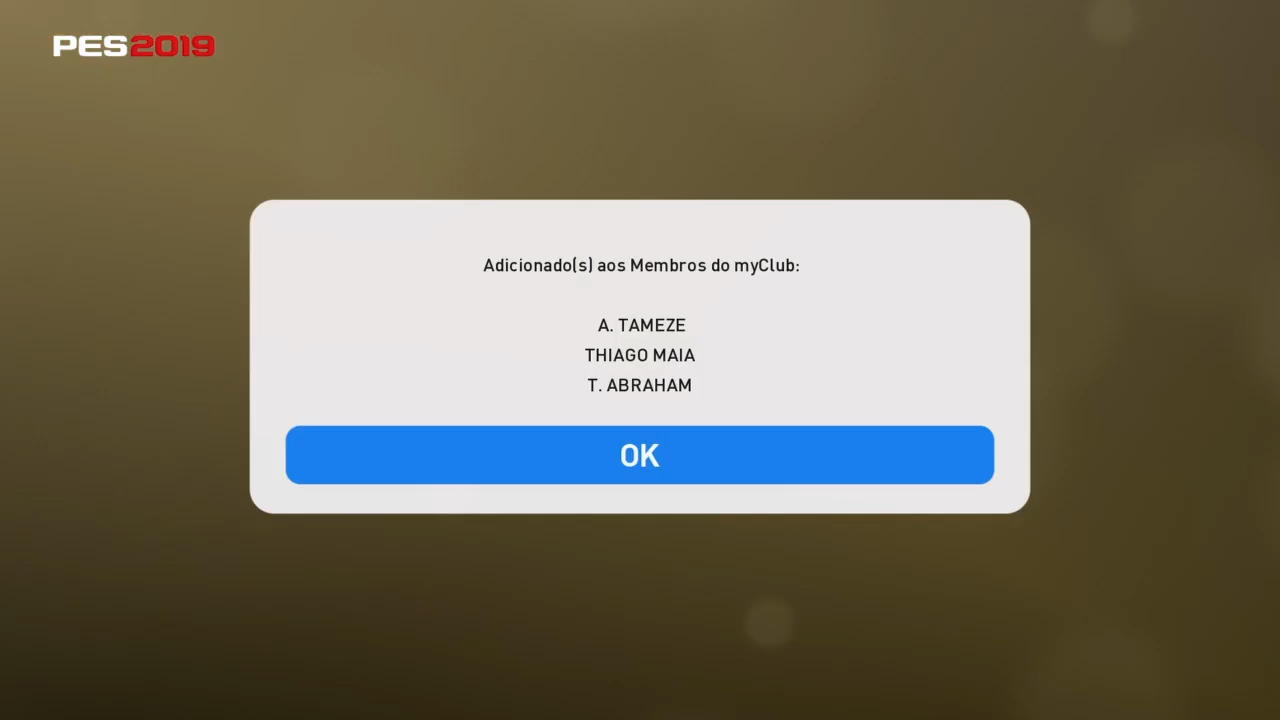 PES2019
Adicionado(s) aos Membros do myClub:
A. TAMEZE
THIAGO MAIA
T. ABRAHAM
OK